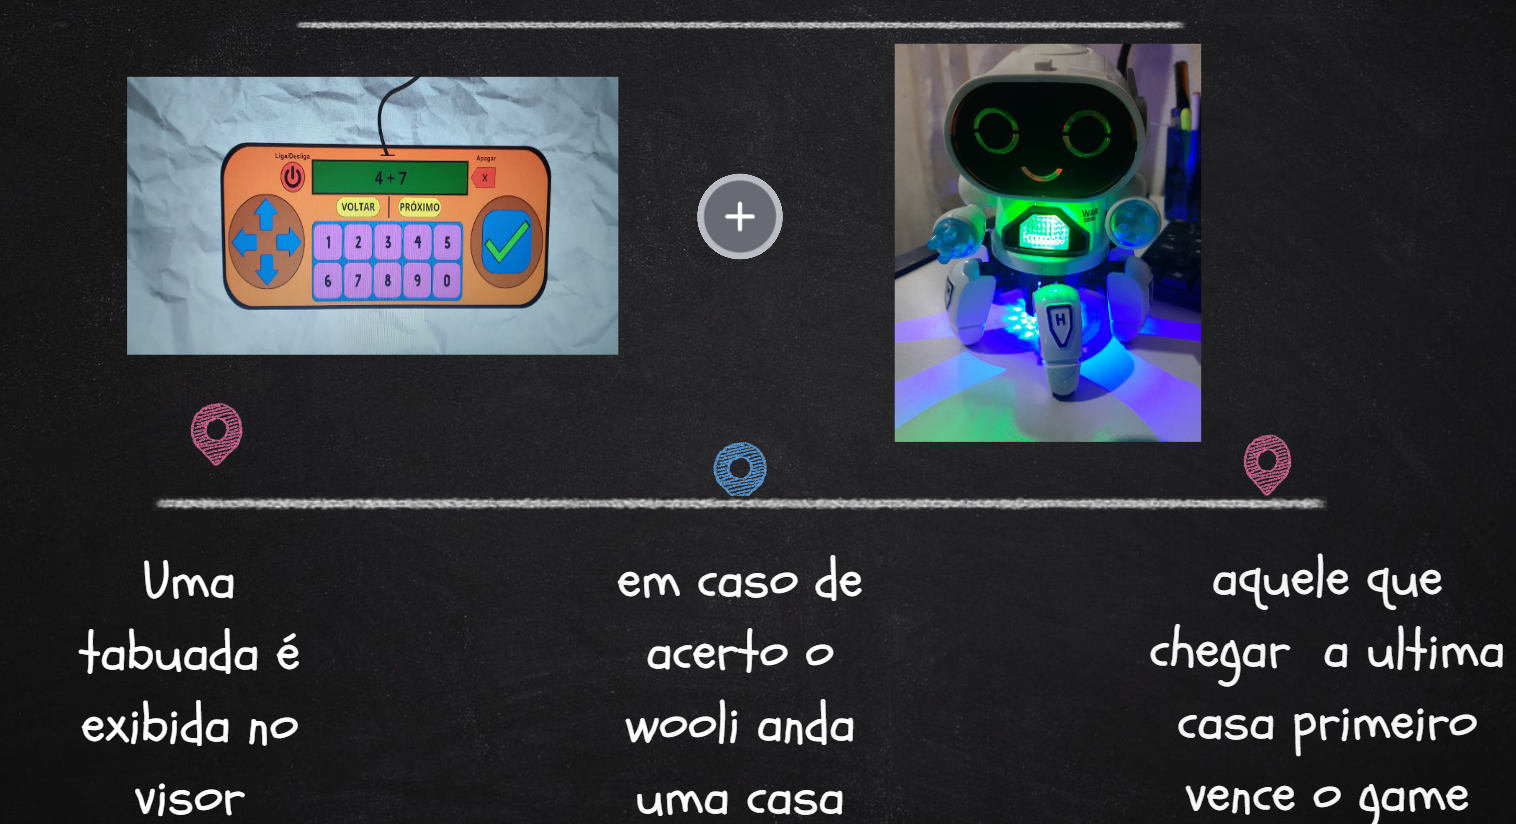 Liga/Desliga
Apagar
4 + 7
X
VOLTAR | PRÓXIMO
1 2 3 4 5
6 7 8 9 0
H
Uma
tabuada é
exibida no
visor
em caso de
acerto o
wooli anda
uma casa
aquele que
chegar a ultima
casa primeiro
vence o game